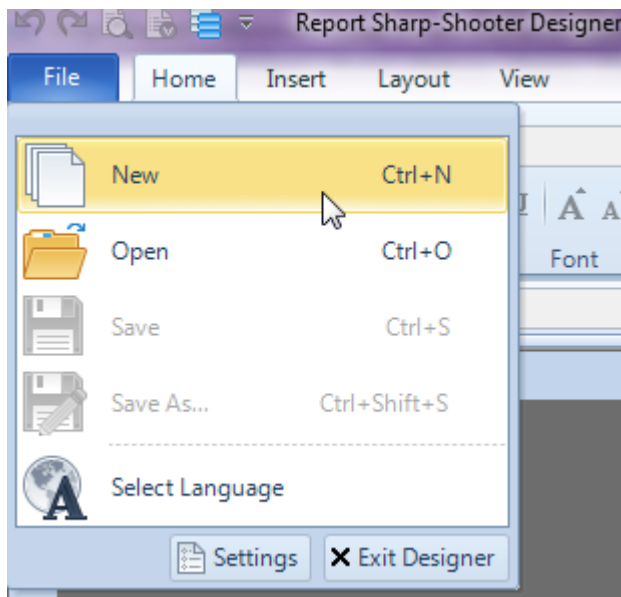 Report Sharp-Shooter Designer
File Home Insert Layout View
New Ctrl+N
Open Ctrl+O
Font
Save Ctrl+S
Save As... Ctrl+Shift+S
Select Language
Settings Exit Designer